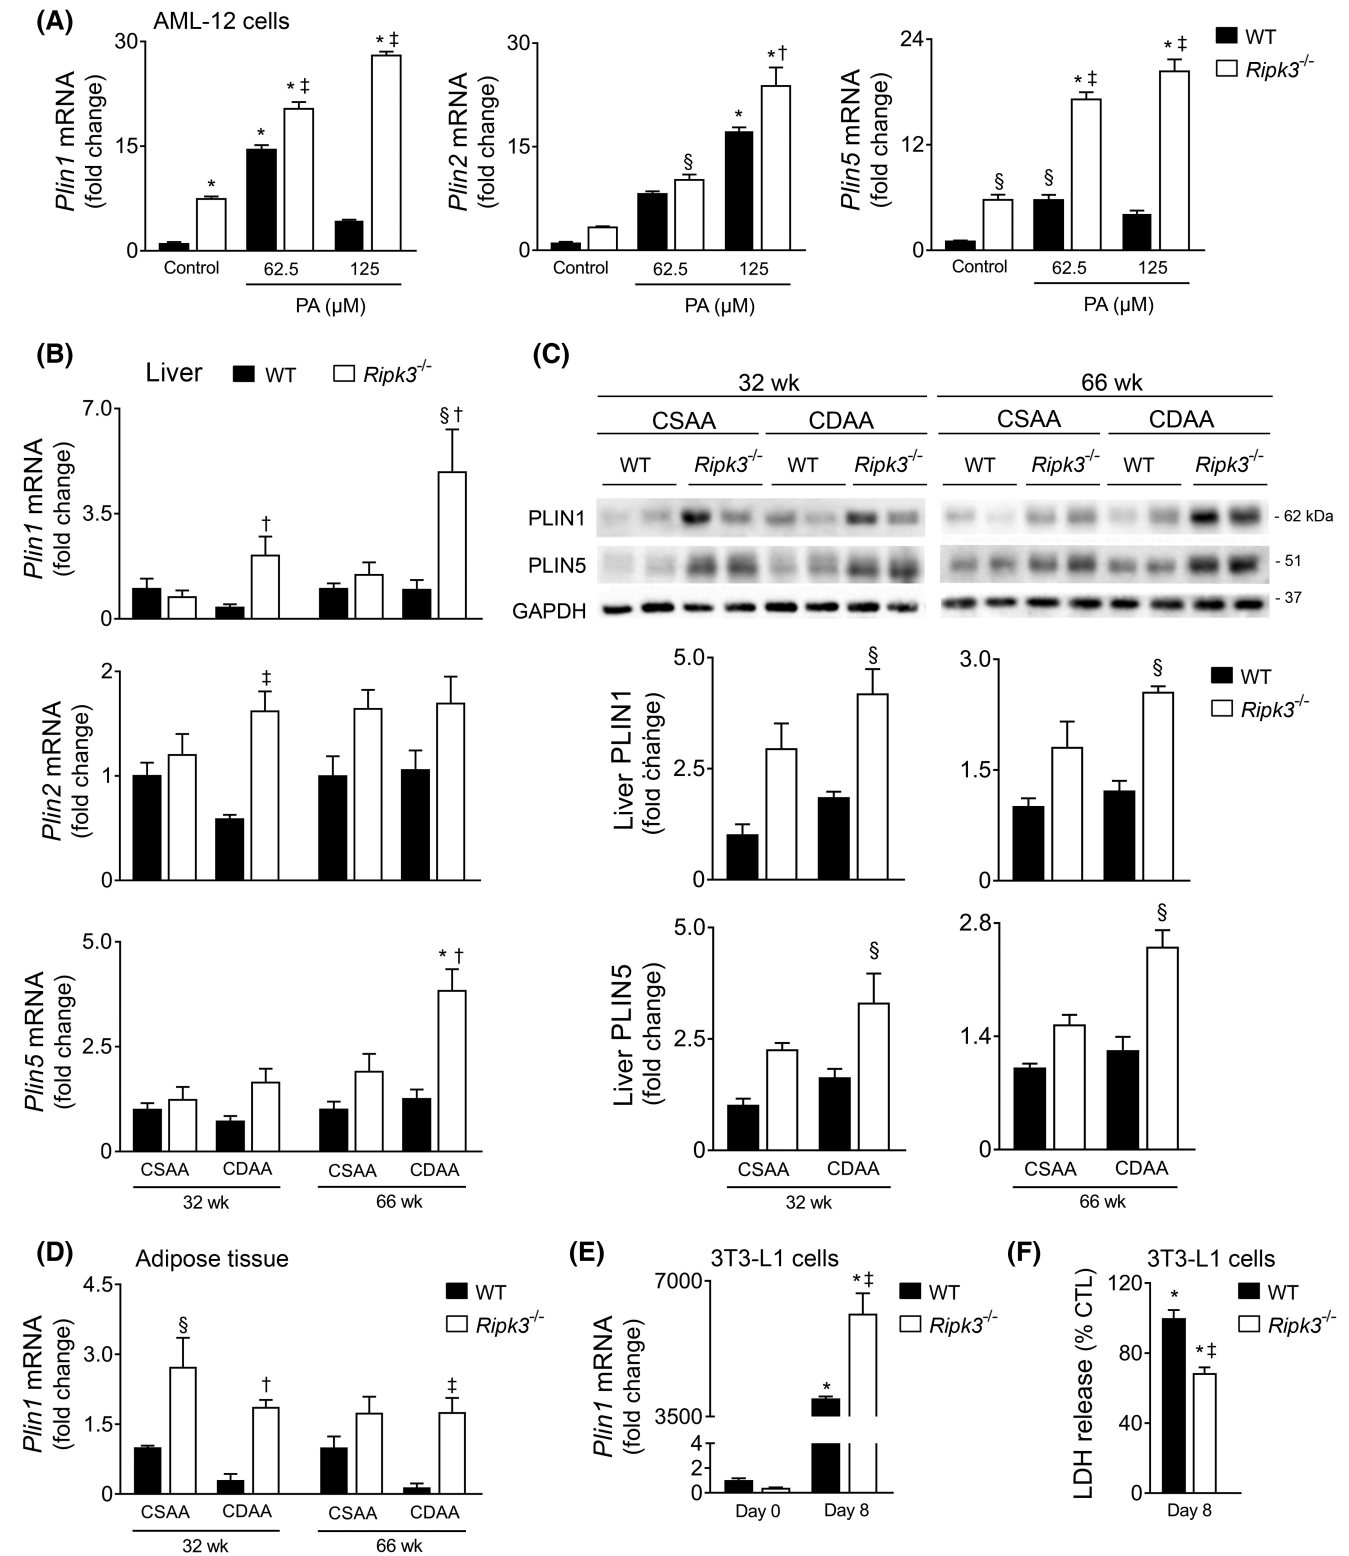 (A) AML-12 cells
Plin1 mRNA
(fold change)
30
15
0
*
*
* ‡
* ‡
Control 62.5 125
PA (μM)
Plin2 mRNA
(fold change)
30
15
0
§
*
*†
Control 62.5 125
PA (μM)
Plin5 mRNA
(fold change)
24
12
0
§
§
* ‡
* ‡
Control 62.5 125
PA (μM)
WT
Ripk3-/-
(B)
Liver WT Ripk3-/-
Plin1 mRNA
(fold change)
7.0
3.5
0
†
§ †
Plin2 mRNA
(fold change)
2
1
0
‡
Plin5 mRNA
(fold change)
5.0
2.5
0
* †
CSAA CDAA CSAA CDAA
32 wk 66 wk
(C)
32 wk 66 wk
CSAA CDAA CSAA CDAA
WT Ripk3-/- WT Ripk3-/- WT Ripk3-/- WT Ripk3-/-
PLIN1 - 62 kDa
PLIN5 - 51
GAPDH - 37
Liver PLIN1
(fold change)
5.0
2.5
0
§
3.0
1.5
0
§
WT
Ripk3-/-
Liver PLIN5
(fold change)
5.0
2.5
0
§
CSAA CDAA
32 wk
2.8
1.4
0
§
CSAA CDAA
66 wk
(D) Adipose tissue
Plin1 mRNA
(fold change)
4.5
3.0
1.5
0
§
†
‡
WT
Ripk3-/-
CSAA CDAA CSAA CDAA
32 wk 66 wk
(E) 3T3-L1 cells
Plin1 mRNA
(fold change)
7000
3500
4
2
0
*
*‡
WT
Ripk3-/-
Day 0 Day 8
(F) 3T3-L1 cells
LDH release (% CTL)
120
80
40
0
*
*‡
WT
Ripk3-/-
Day 8